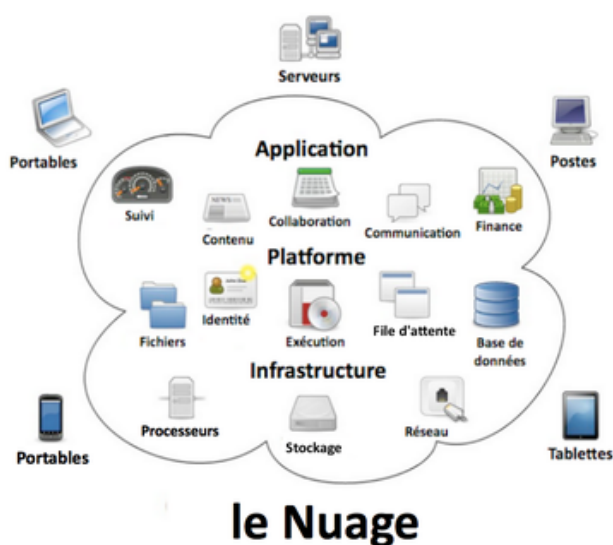 Serveurs
Portables
Postes
Application
Suivi
Contenu
Collaboration
Communication
Finance
Platforme
Fichiers
Identité
Exécution
File d'attente
Base de
données
Infrastructure
Processeurs
Stockage
Réseau
Portables
Tablettes
le Nuage